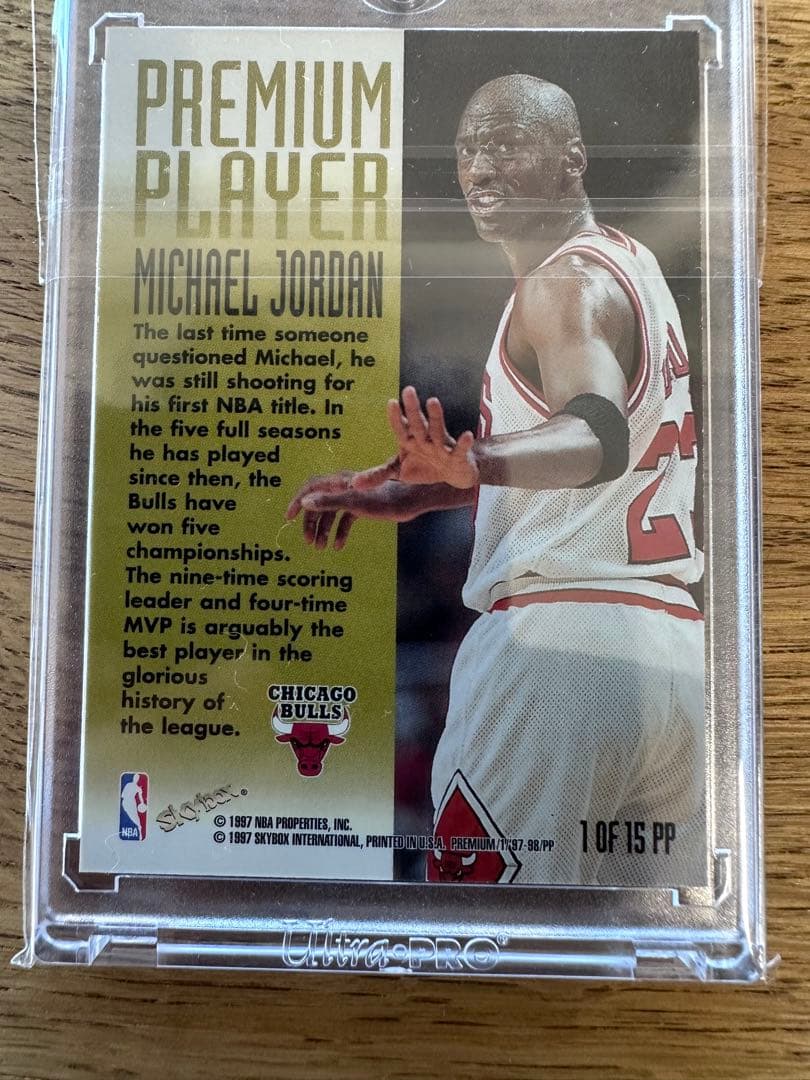 PREMIUM
PLAYER
MICHAEL JORDAN
The last time someone
questioned Michael, he
was still shooting for
his first NBA title. In
the five full seasons
he has played
since then, the
Bulls have
won five
championships.
The nine-time scoring
leader and four-time
MVP is arguably the
best player in the
glorious
history of
the league.
CHICAGO
BULLS
NBA
SkyBox®
© 1997 NBA PROPERTIES, INC.
© 1997 SKYBOX INTERNATIONAL, PRINTED IN U.S.A. PREMIUM/1/'97-98/PP
1 OF 15 PP
23
Ultra•PRO®